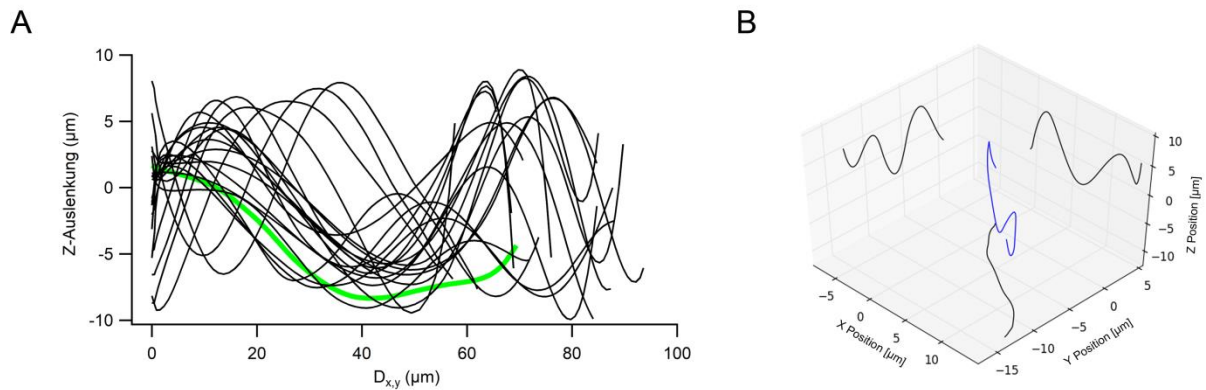 A
B
10
5
0
-5
-10
Z-Auslenkung (µm)
0 20 40 60 80 100
Dx,y (µm)
10
5
0
−5
−10
Z Position [µm]
−5
0
5
10
X Position [µm]
5
0
−5
−10
−15
Y Position [µm]